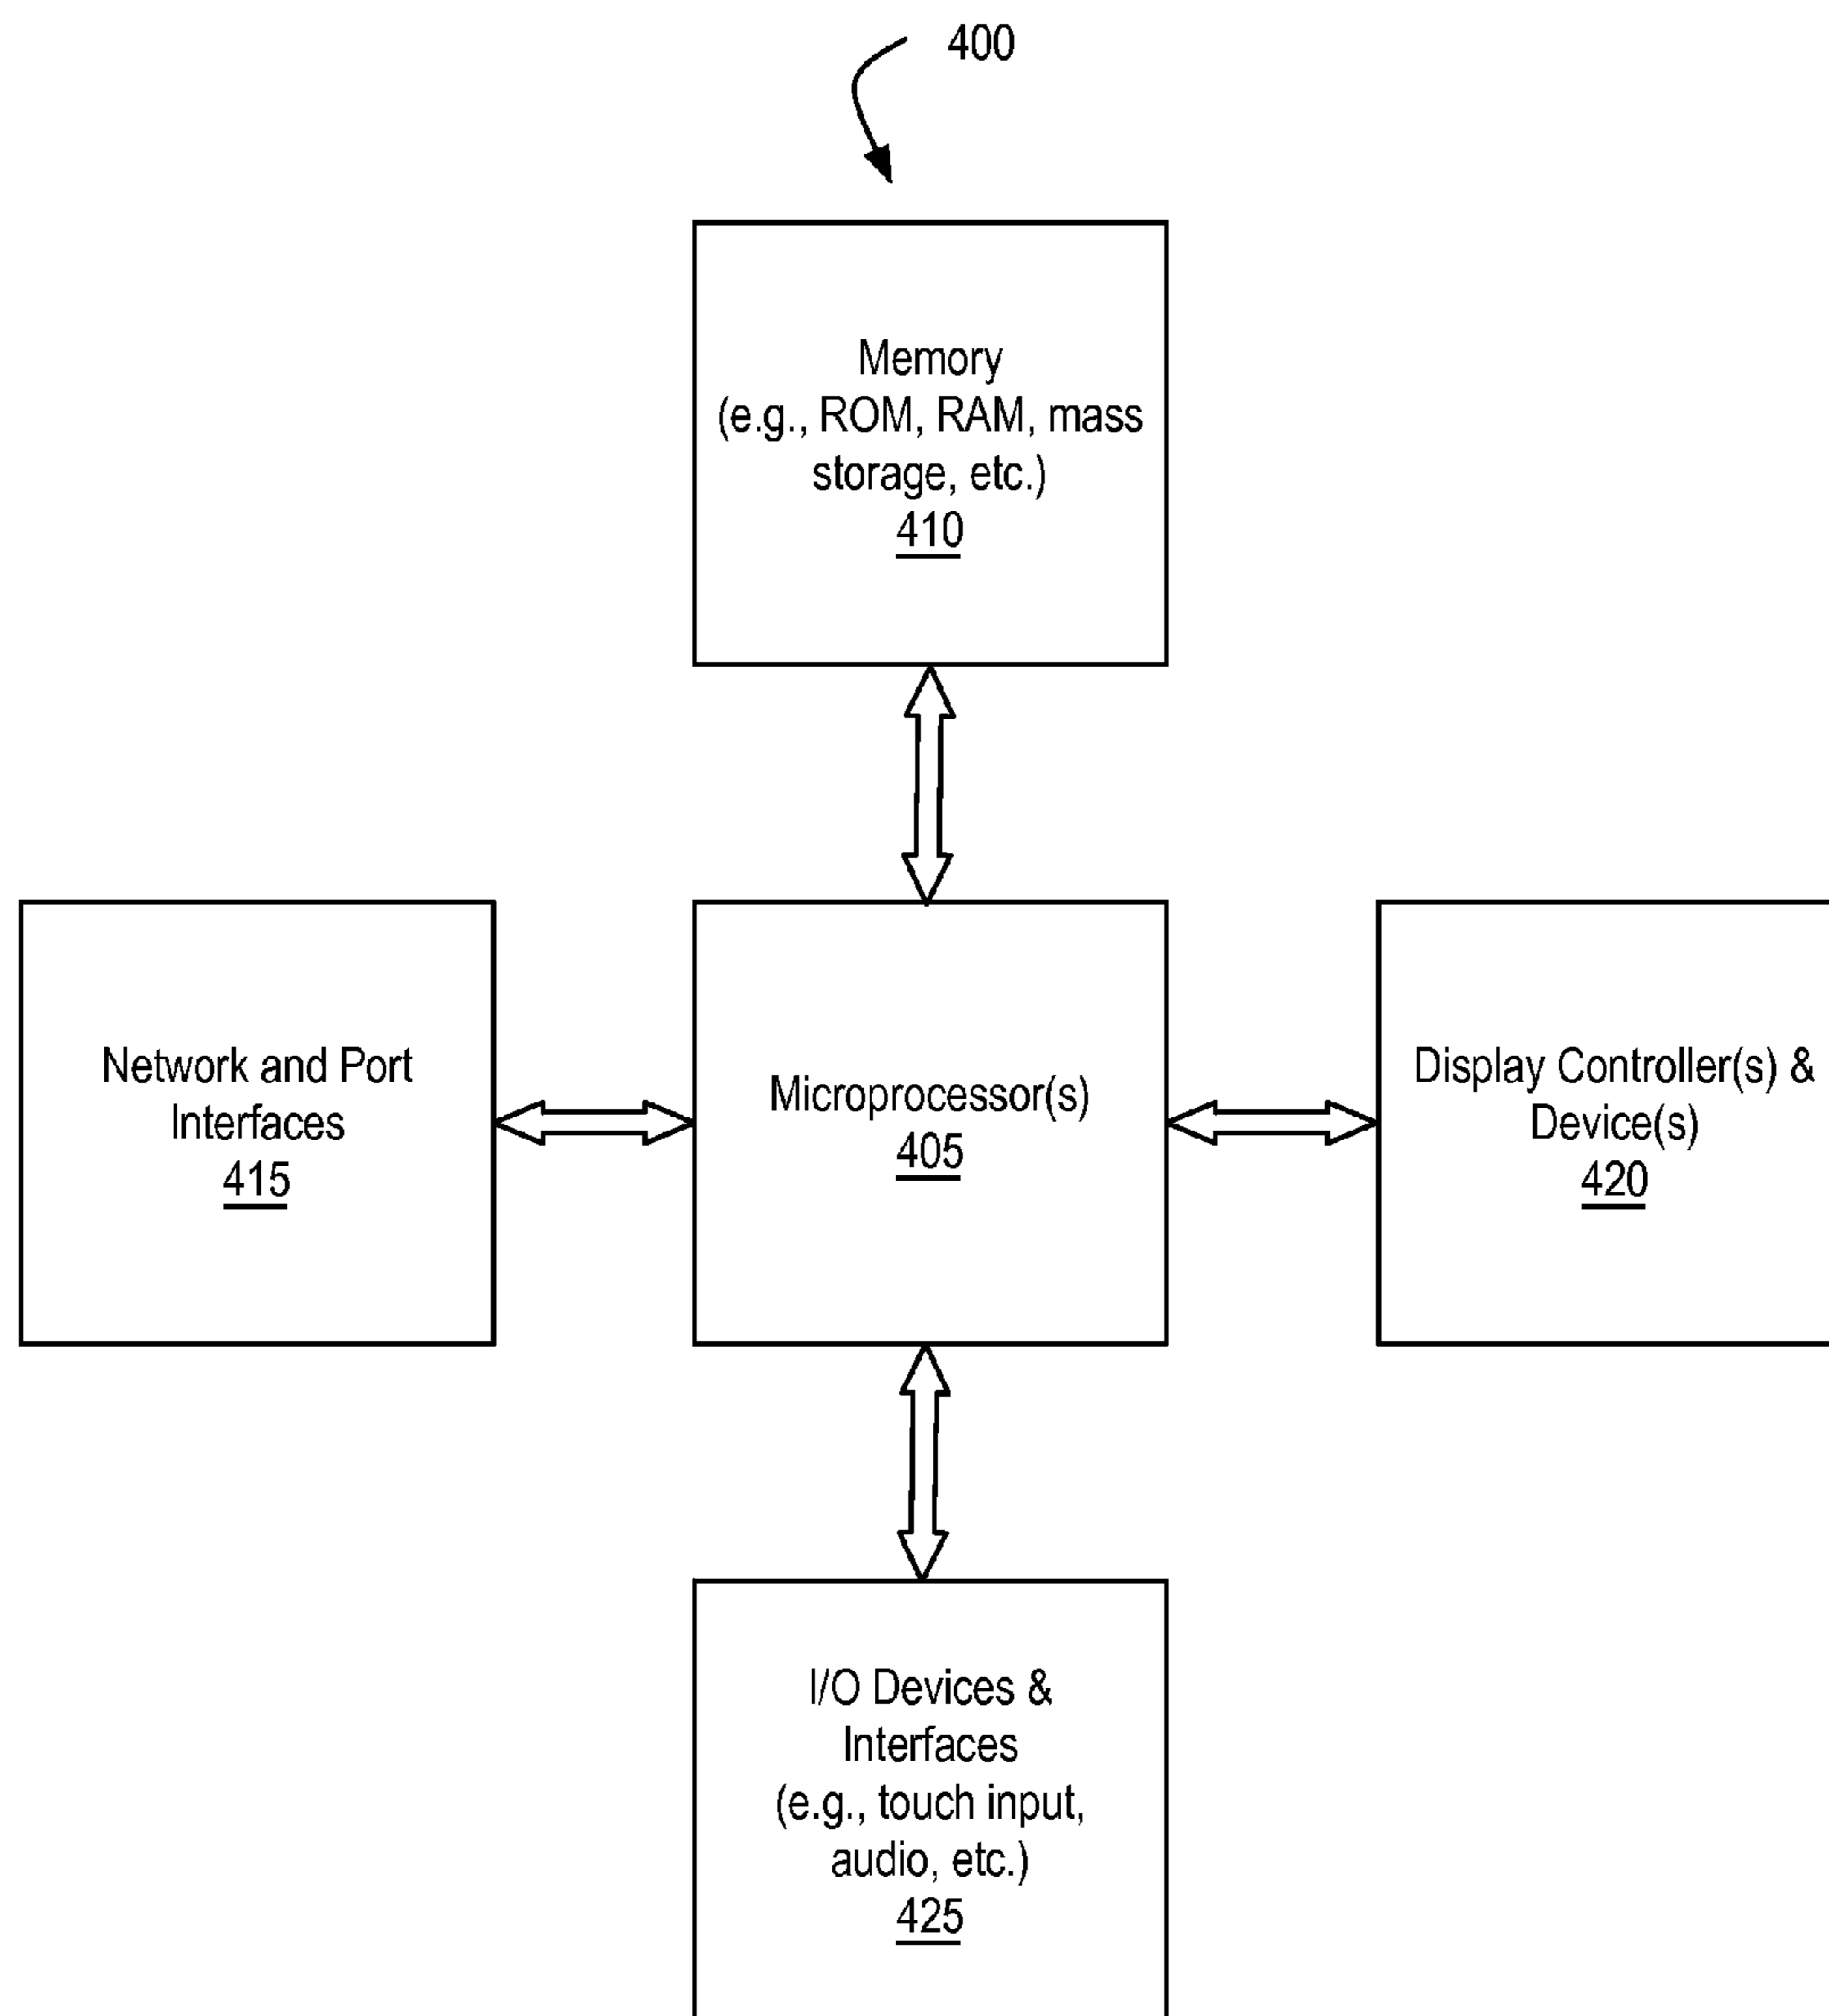 400
Memory
(e.g., ROM, RAM, mass
storage, etc.)
410
Network and Port
Interfaces
415
Microprocessor(s)
405
Display Controller(s) &
Device(s)
420
I/O Devices &
Interfaces
(e.g., touch input,
audio, etc.)
425